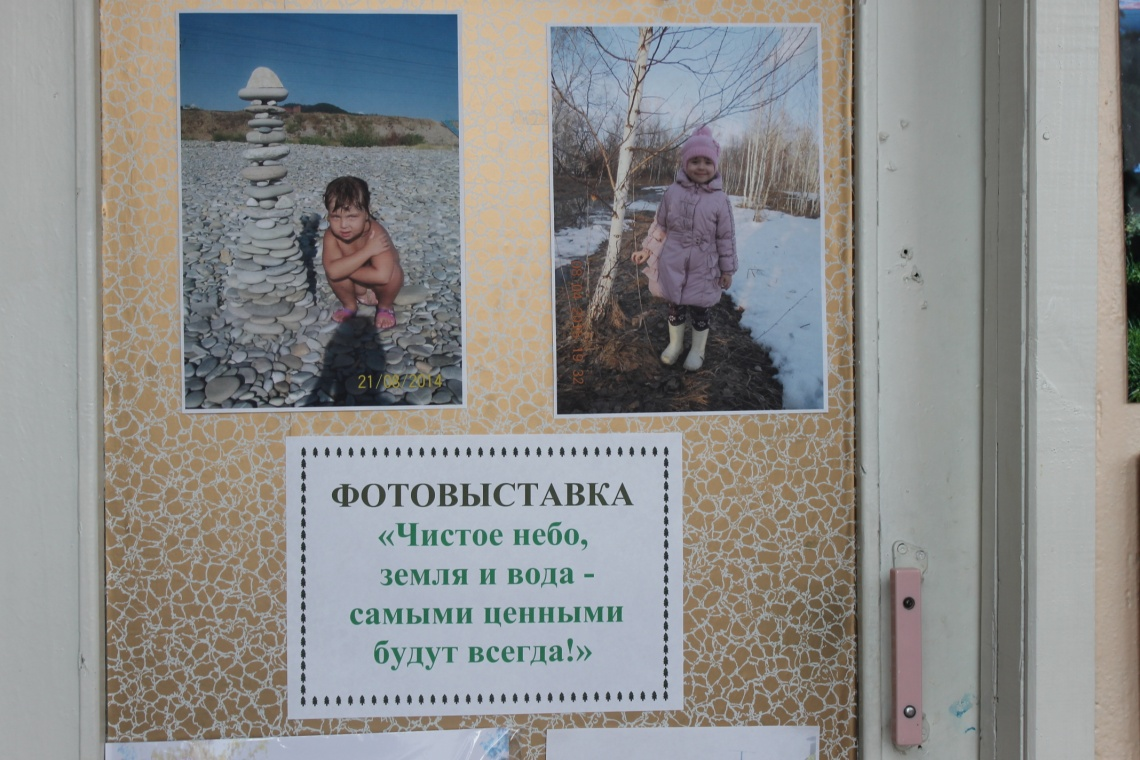 21/08/2014
ФОТОВЫСТАВКА
«Чистое небо,
земля и вода -
самыми ценными
будут всегда!»